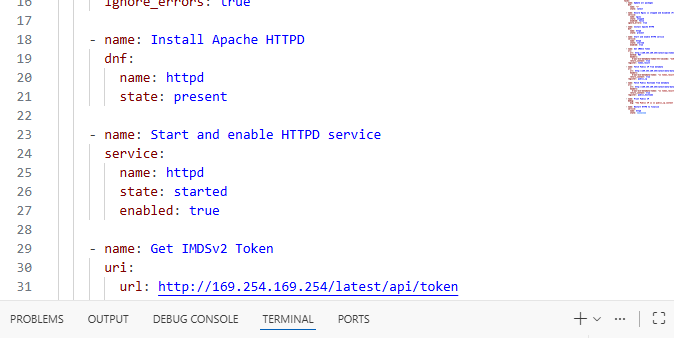 16 ignore_errors: true
17
18 - name: Install Apache HTTPD
19 dnf:
20 name: httpd
21 state: present
22
23 - name: Start and enable HTTPD service
24 service:
25 name: httpd
26 state: started
27 enabled: true
28
29 - name: Get IMDSv2 Token
30 uri:
31 url: http://169.254.169.254/latest/api/token
PROBLEMS OUTPUT DEBUG CONSOLE TERMINAL PORTS